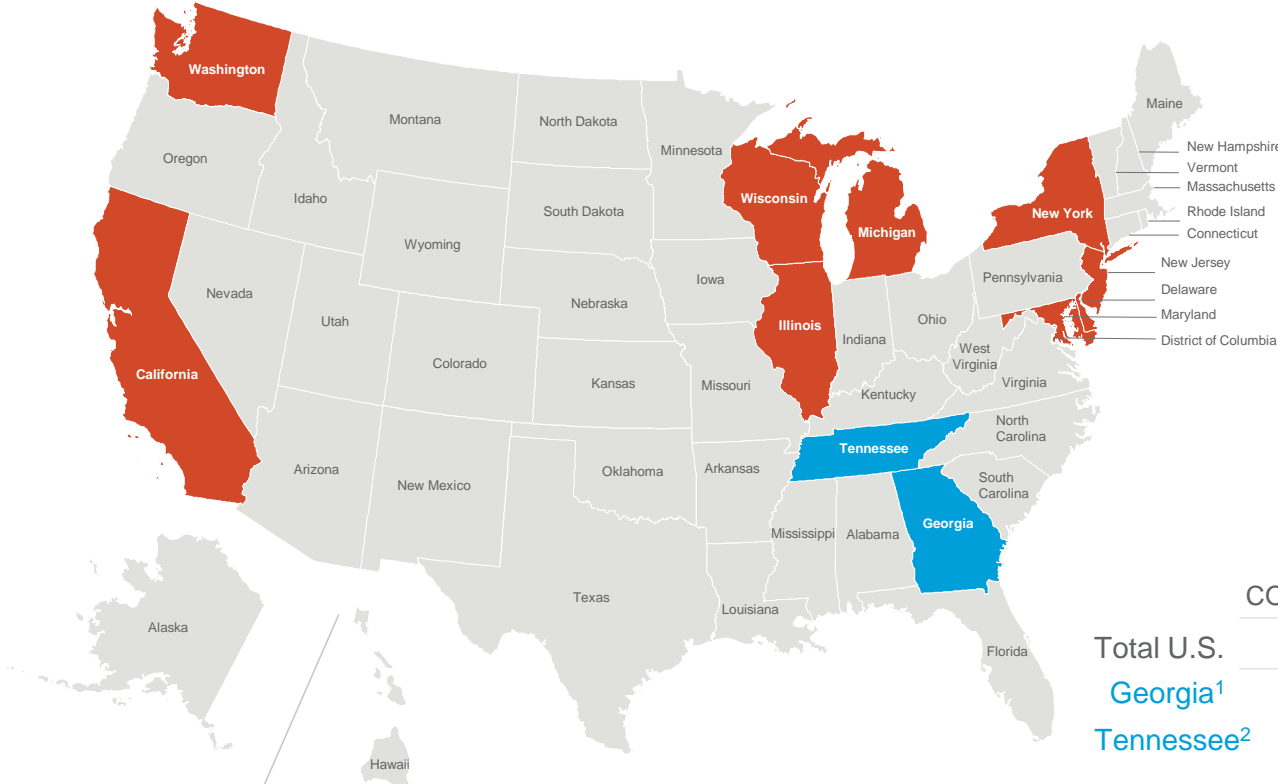 Washington
Maine
Montana
North Dakota
Minnesota
New Hampshire
Oregon
Vermont
Massachusetts
Idaho
Wisconsin
South Dakota
New York
Rhode Island
Michigan
Connecticut
Wyoming
New Jersey
Pennsylvania
Iowa
Nevada
Delaware
Nebraska
Maryland
Utah
Illinois
Ohio
Indiana
District of Columbia
West
Virginia
Colorado
California
Kansas
Missouri
Virginia
Kentucky
North
Carolina
Tennessee
Arizona
Oklahoma
Arkansas
New Mexico
South
Carolina
Georgia
Mississippi
Alabama
Texas
Louisiana
Alaska
Florida
Hawaii
Total U.S.
Georgia¹
Tennessee²